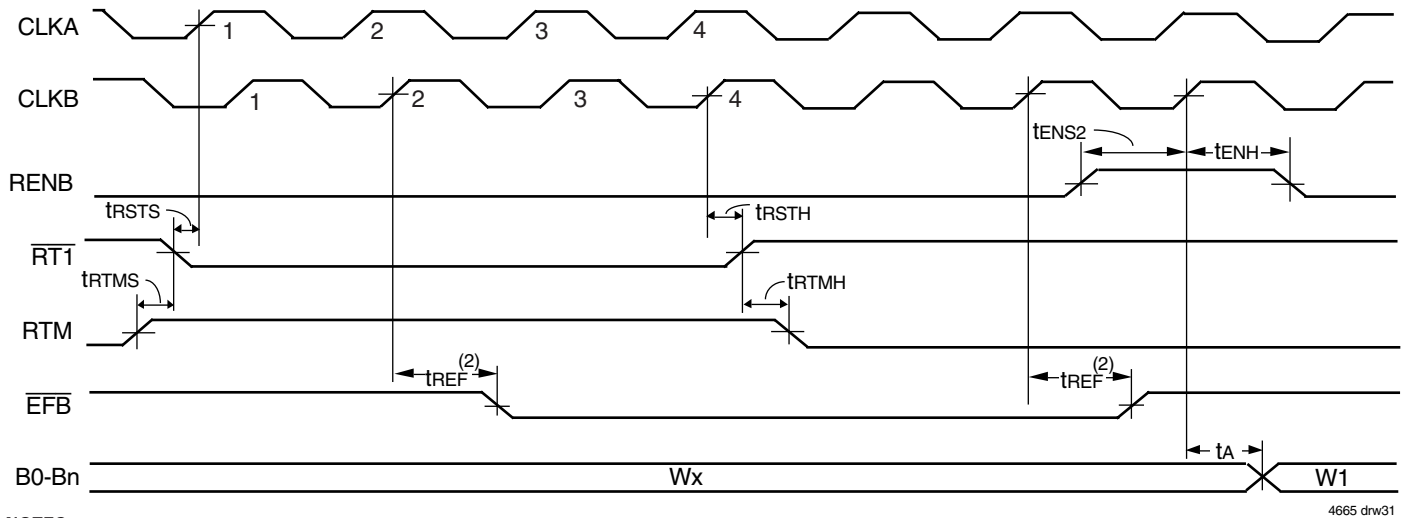 CLKA 1 2 3 4
CLKB 1 2 3 4
tENS2
tENH
RENB
tRSTS
tRSTH
RT1
tRTMS
tRTMH
RTM
tREF(2)
tREF(2)
EFB
tA
B0-Bn Wx W1
4665 drw31